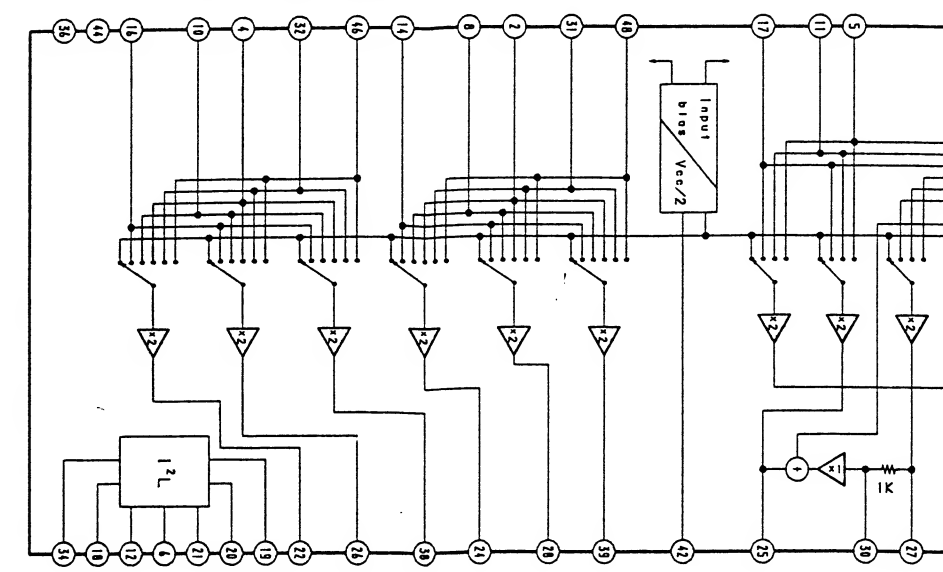 36 44 16 10 4 32 46 14 8 2 31 48 17 11 5
Input
bias
Vcc/2
x2 x2 x2 x2 x2 x2 x2 x2 x2
I²L
+
x1
1K
34 18 12 6 21 20 19 22 26 38 24 28 39 42 25 30 27